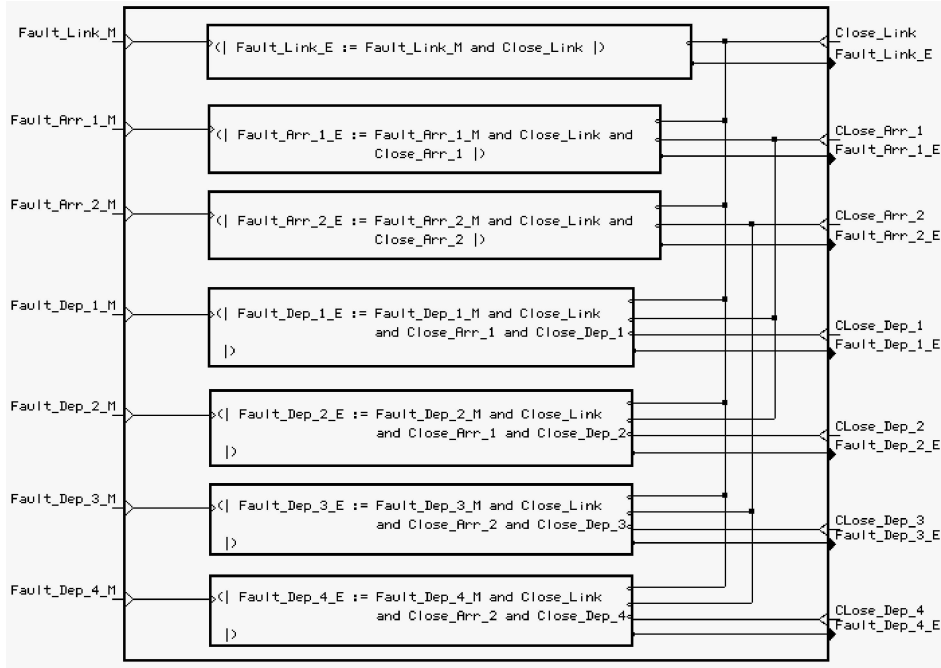 Fault_Link_M
(| Fault_Link_E := Fault_Link_M and Close_Link |)
Close_Link
Fault_Link_E
Fault_Arr_1_M
(| Fault_Arr_1_E := Fault_Arr_1_M and Close_Link and
Close_Arr_1 |)
CLose_Arr_1
Fault_Arr_1_E
Fault_Arr_2_M
(| Fault_Arr_2_E := Fault_Arr_2_M and Close_Link and
Close_Arr_2 |)
CLose_Arr_2
Fault_Arr_2_E
Fault_Dep_1_M
(| Fault_Dep_1_E := Fault_Dep_1_M and Close_Link
and Close_Arr_1 and Close_Dep_1
|)
CLose_Dep_1
Fault_Dep_1_E
Fault_Dep_2_M
(| Fault_Dep_2_E := Fault_Dep_2_M and Close_Link
and Close_Arr_1 and Close_Dep_2
|)
CLose_Dep_2
Fault_Dep_2_E
Fault_Dep_3_M
(| Fault_Dep_3_E := Fault_Dep_3_M and Close_Link
and Close_Arr_2 and Close_Dep_3
|)
CLose_Dep_3
Fault_Dep_3_E
Fault_Dep_4_M
(| Fault_Dep_4_E := Fault_Dep_4_M and Close_Link
and Close_Arr_2 and Close_Dep_4
|)
CLose_Dep_4
Fault_Dep_4_E